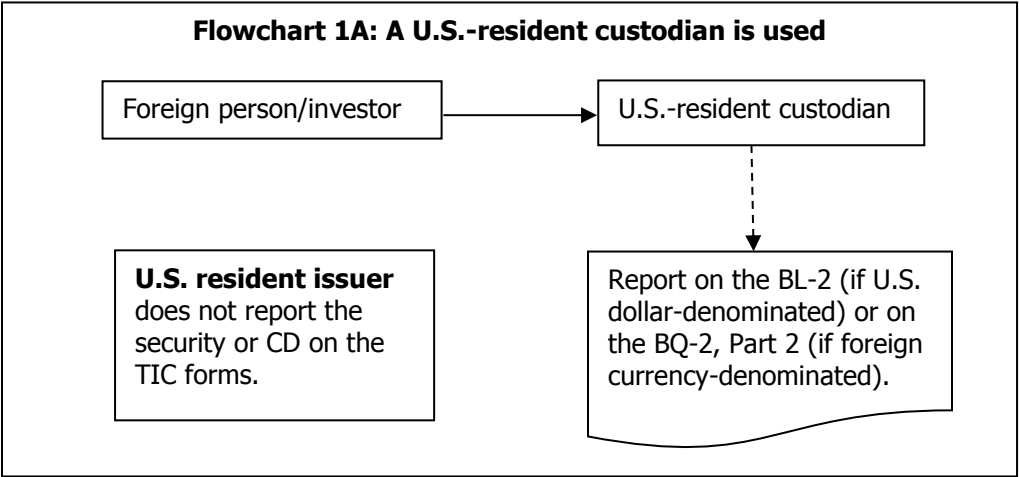 Flowchart 1A: A U.S.-resident custodian is used
Foreign person/investor
U.S.-resident custodian
U.S. resident issuer
does not report the
security or CD on the
TIC forms.
Report on the BL-2 (if U.S.
dollar-denominated) or on
the BQ-2, Part 2 (if foreign
currency-denominated).